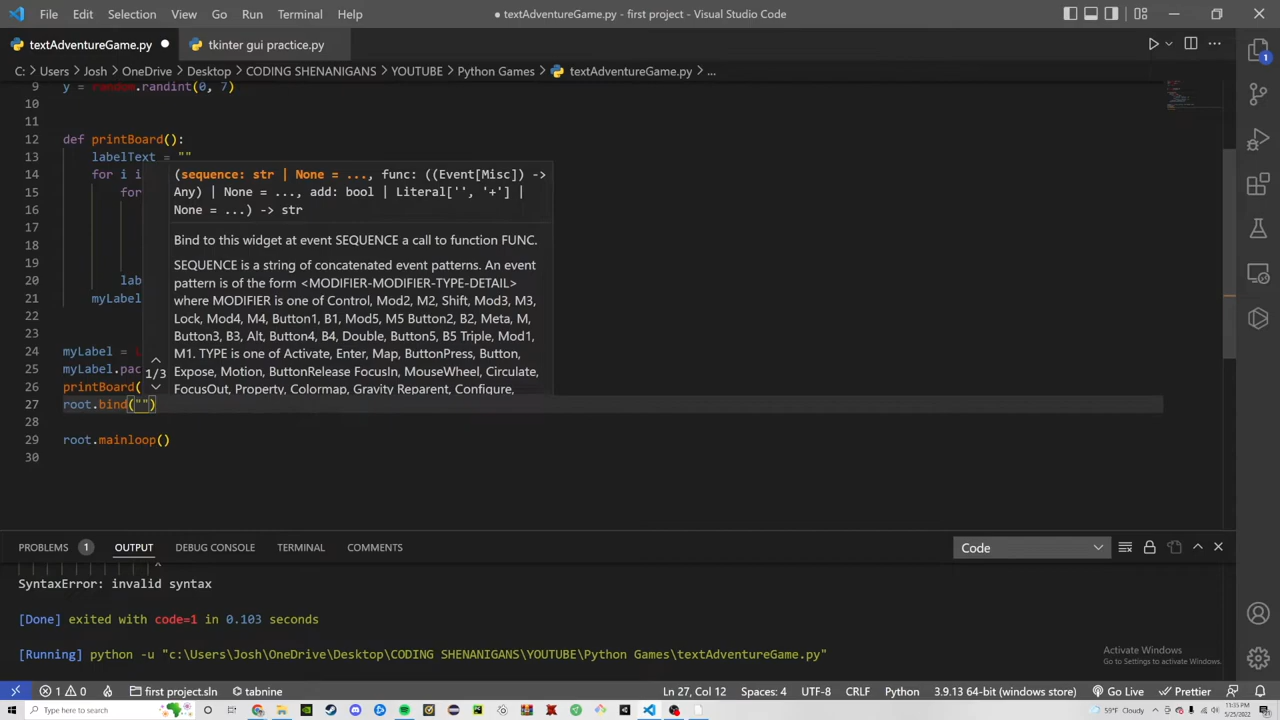 File Edit Selection View Go Run Terminal Help
textAdventureGame.py - first project - Visual Studio Code
textAdventureGame.py
tkinter gui practice.py
C: > Users > Josh > OneDrive > Desktop > CODING SHENANIGANS > YOUTUBE > Python Games > textAdventureGame.py > ...
9 y = random.randint(0, 7)
10
11
12 def printBoard():
13 labelText = ""
14 for i i
15 for
16
17
18
19
20 lab
21 myLabel
22
23
24 myLabel =
25 myLabel.pac
26 printBoard(
27 root.bind("")
28
29 root.mainloop()
30
(sequence: str | None = ..., func: ((Event[Misc]) ->
Any) | None = ..., add: bool | Literal['', '+'] |
None = ...) -> str
Bind to this widget at event SEQUENCE a call to function FUNC.
SEQUENCE is a string of concatenated event patterns. An event
pattern is of the form <MODIFIER-MODIFIER-TYPE-DETAIL>
where MODIFIER is one of Control, Mod2, M2, Shift, Mod3, M3,
Lock, Mod4, M4, Button1, B1, Mod5, M5 Button2, B2, Meta, M,
Button3, B3, Alt, Button4, B4, Double, Button5, B5 Triple, Mod1,
M1. TYPE is one of Activate, Enter, Map, ButtonPress, Button,
Expose, Motion, ButtonRelease FocusIn, MouseWheel, Circulate,
FocusOut, Property, Colormap, Gravity Reparent, Configure,
1/3
PROBLEMS 1 OUTPUT DEBUG CONSOLE TERMINAL COMMENTS
Code
SyntaxError: invalid syntax
[Done] exited with code=1 in 0.103 seconds
[Running] python -u "c:\Users\Josh\OneDrive\Desktop\CODING SHENANIGANS\YOUTUBE\Python Games\textAdventureGame.py"
Activate Windows
Go to Settings to activate Windows.
1 0 first project.sln tabnine
Ln 27, Col 12 Spaces: 4 UTF-8 CRLF Python 3.9.13 64-bit (windows store) Go Live Prettier
Type here to search
59°F Cloudy
11:35 PM
5/25/2022